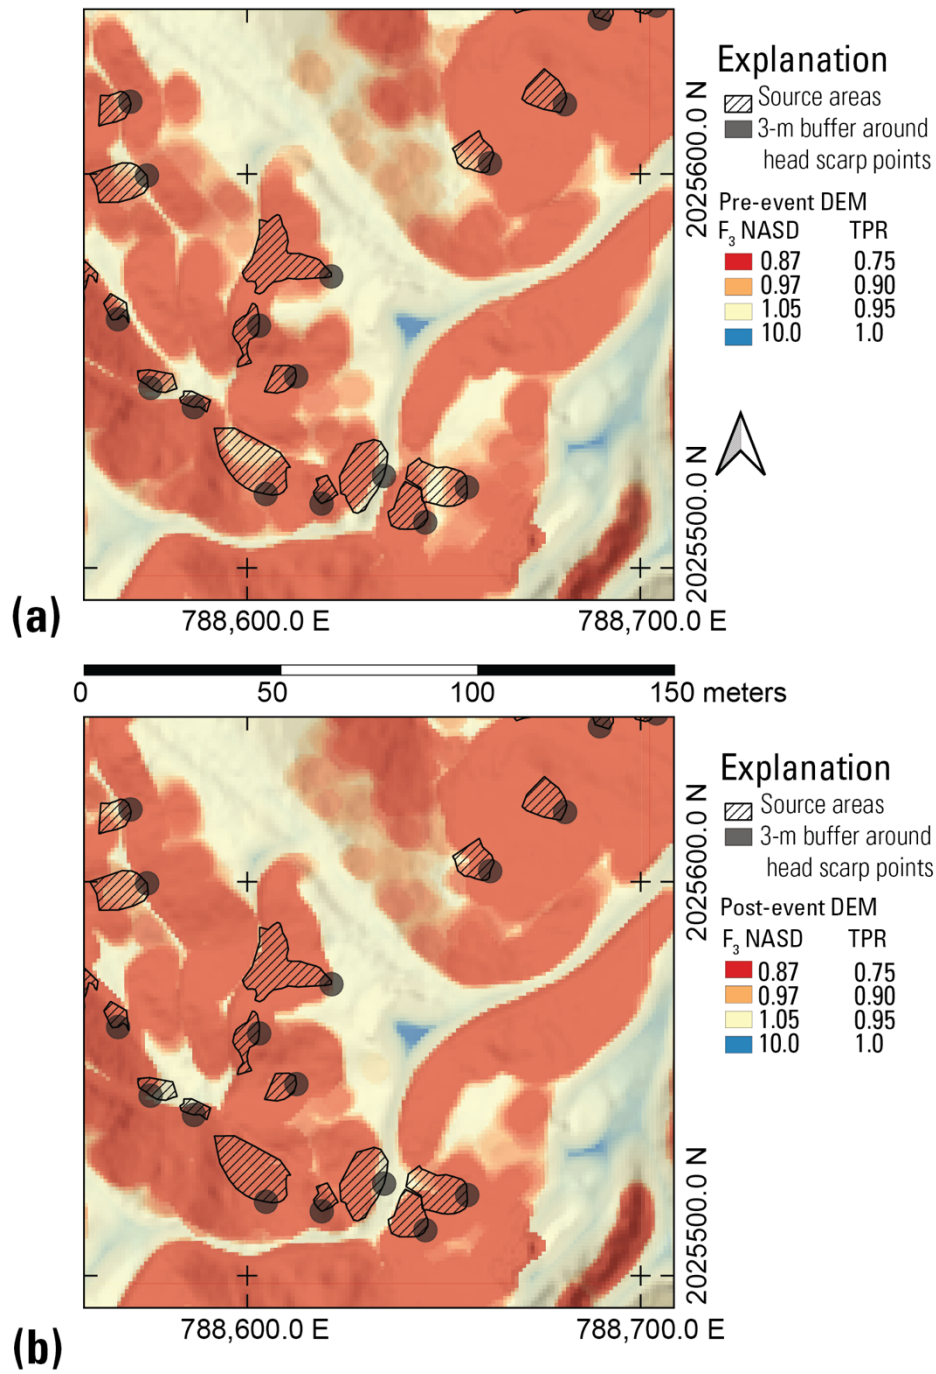 (a)
Explanation
Source areas
3-m buffer around
head scarp points
Pre-event DEM
F3 NASD TPR
0.87 0.75
0.97 0.90
1.05 0.95
10.0 1.0
2025600.0 N
2025500.0 N
788,600.0 E 788,700.0 E
0 50 100 150 meters
(b)
Explanation
Source areas
3-m buffer around
head scarp points
Post-event DEM
F3 NASD TPR
0.87 0.75
0.97 0.90
1.05 0.95
10.0 1.0
2025600.0 N
2025500.0 N
788,600.0 E 788,700.0 E